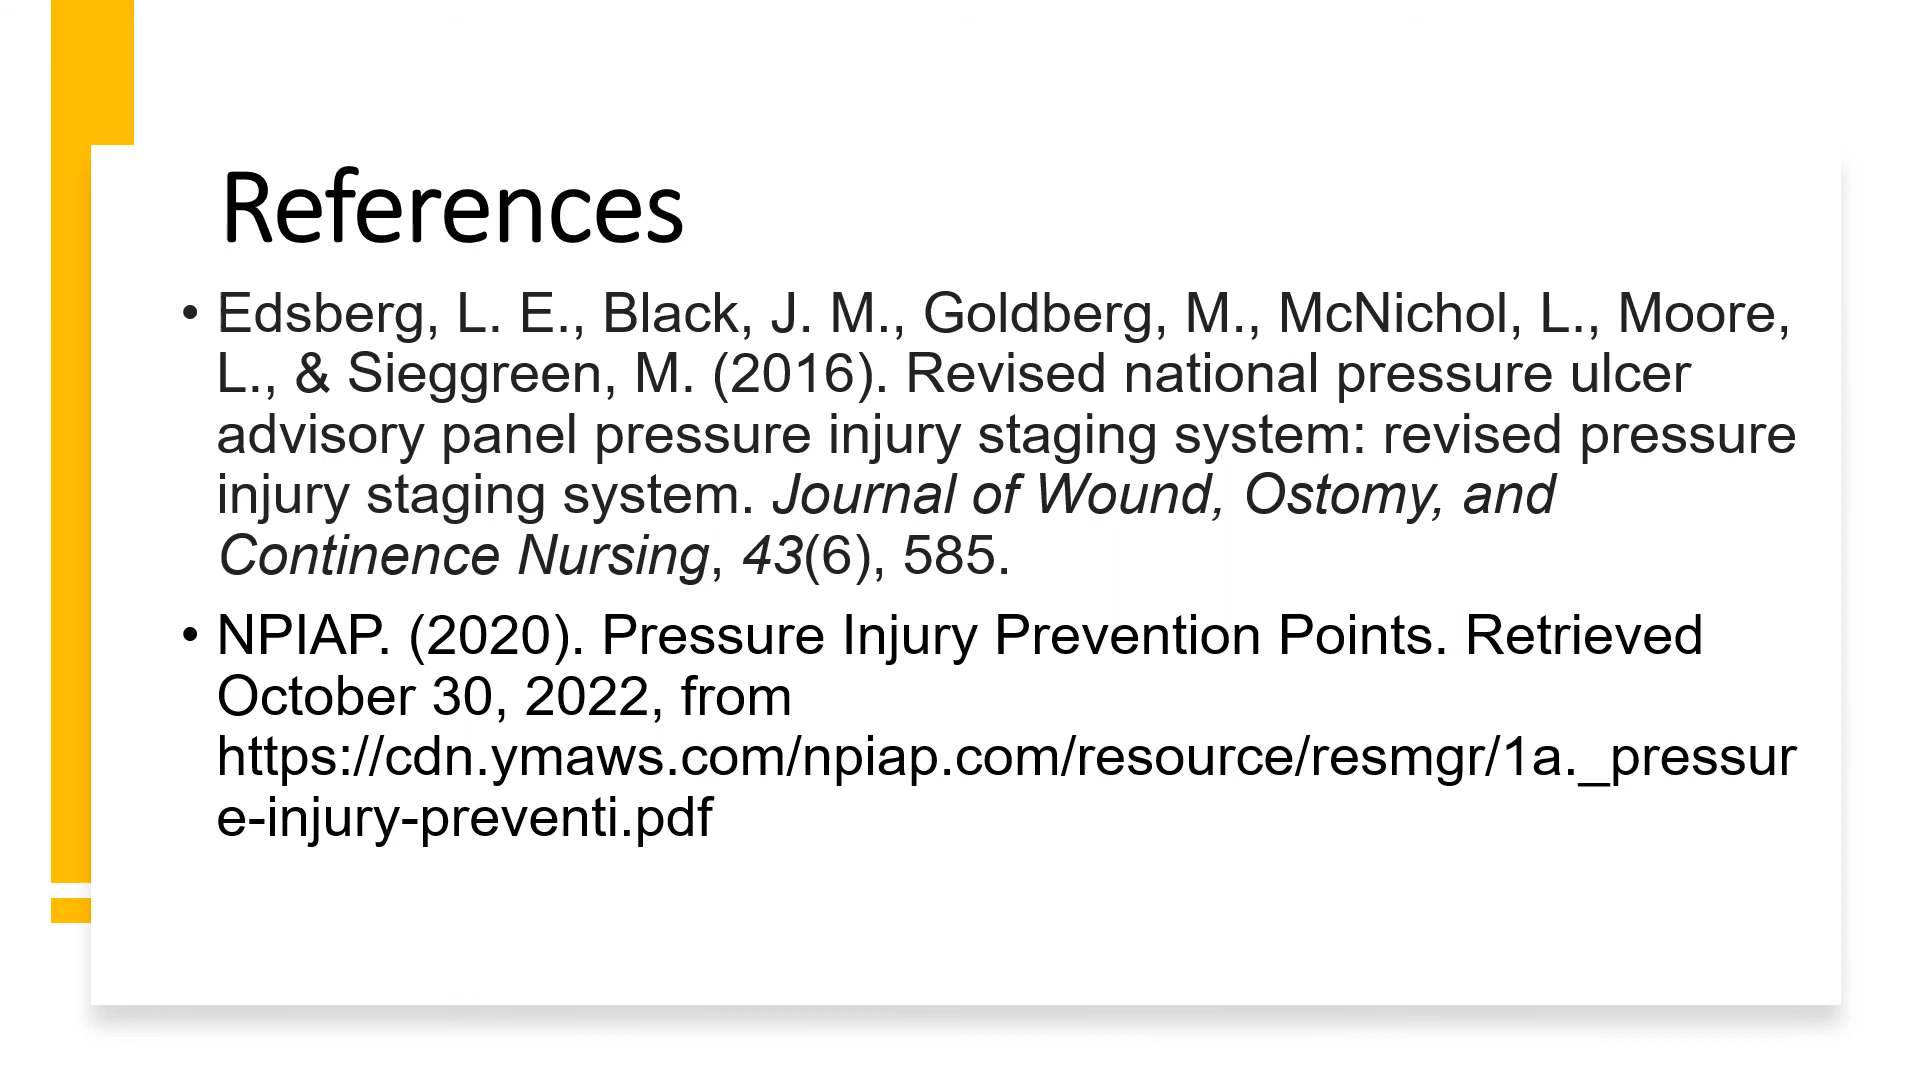 References
• Edsberg, L. E., Black, J. M., Goldberg, M., McNichol, L., Moore,
L., & Sieggreen, M. (2016). Revised national pressure ulcer
advisory panel pressure injury staging system: revised pressure
injury staging system. Journal of Wound, Ostomy, and
Continence Nursing, 43(6), 585.
• NPIAP. (2020). Pressure Injury Prevention Points. Retrieved
October 30, 2022, from
https://cdn.ymaws.com/npiap.com/resource/resmgr/1a._pressur
e-injury-preventi.pdf